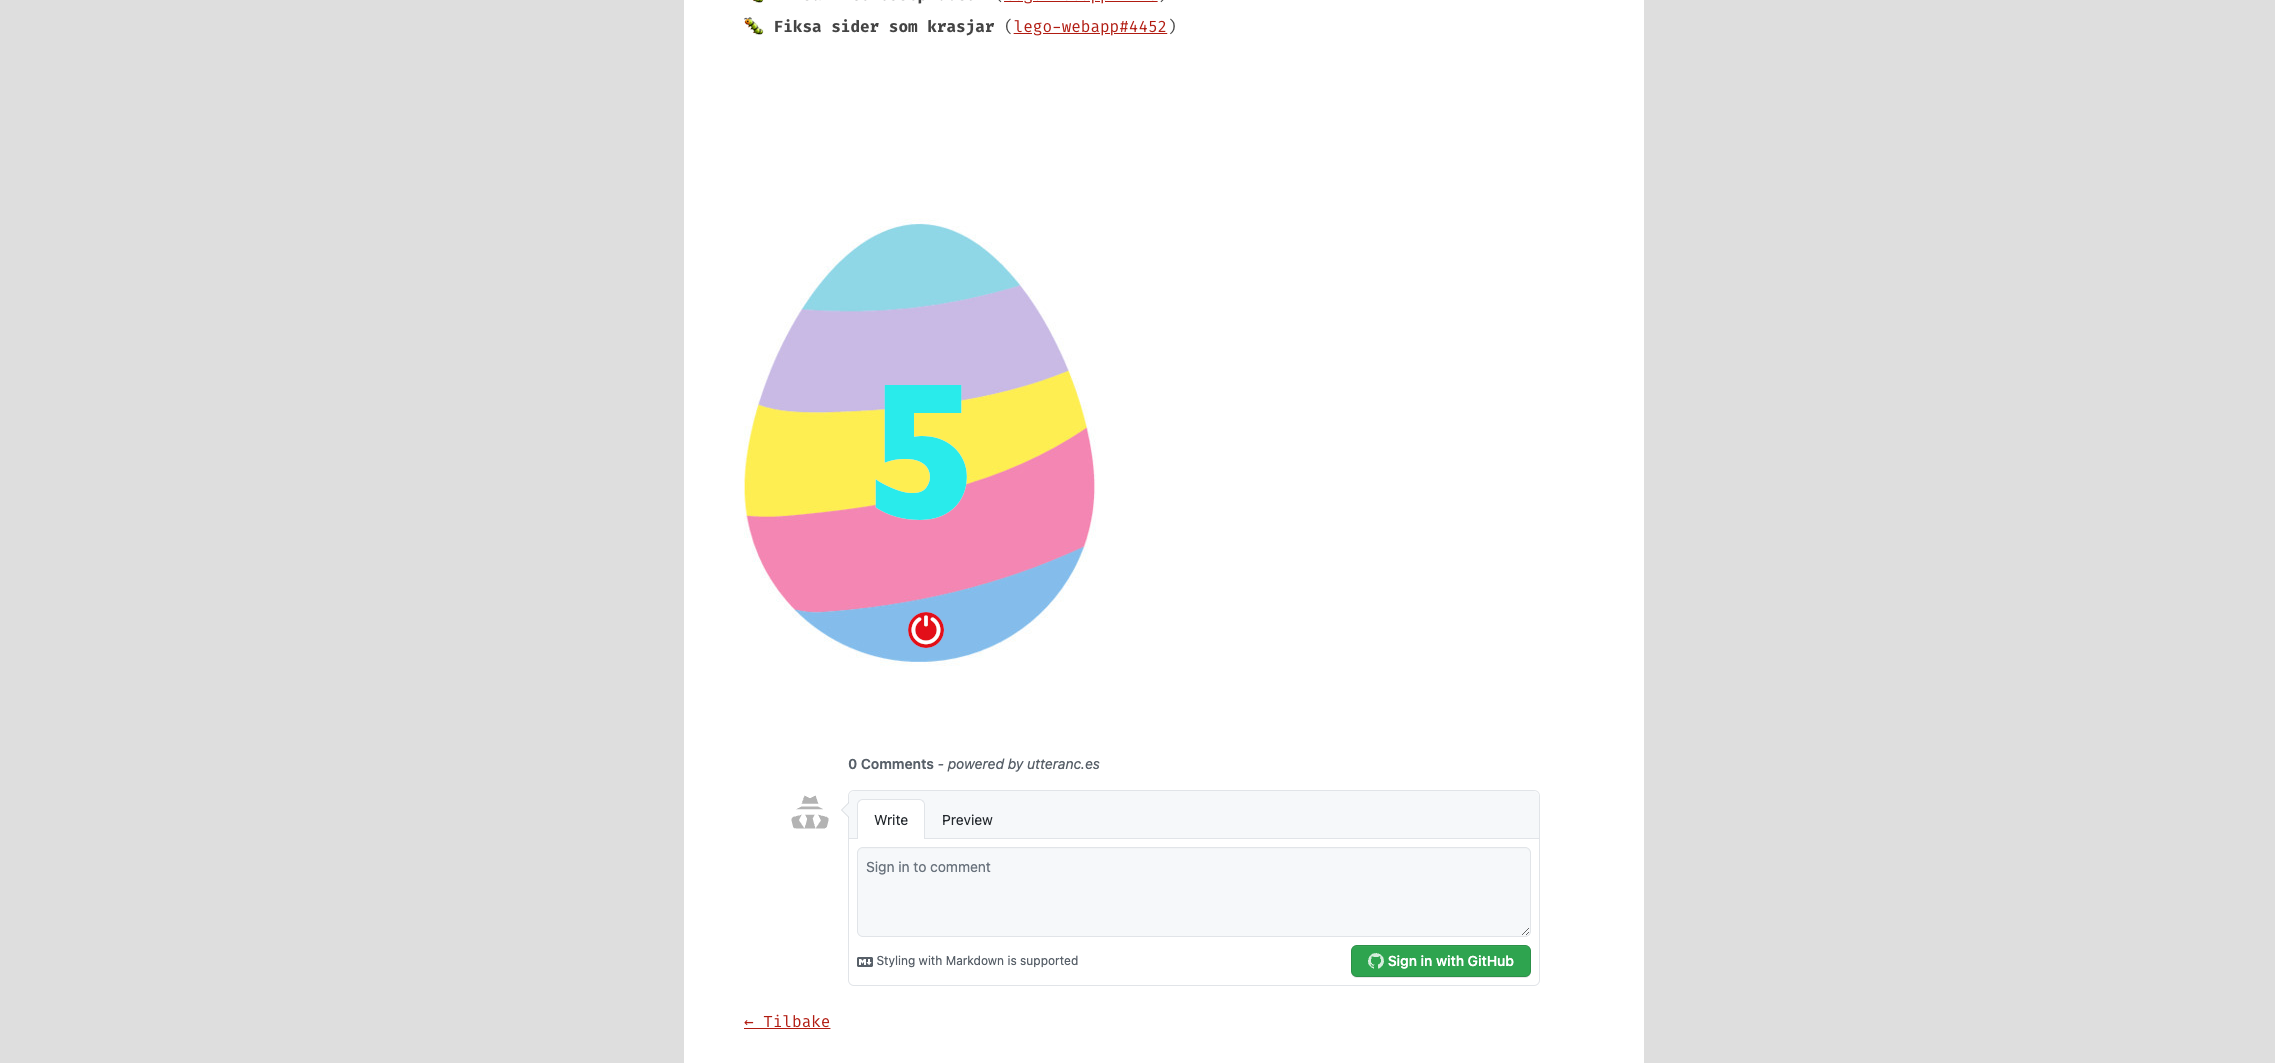 Fiksa sider som krasjar (lego-webapp#4452)
5
0 Comments - powered by utteranc.es
Write Preview
Sign in to comment
Styling with Markdown is supported
Sign in with GitHub
← Tilbake